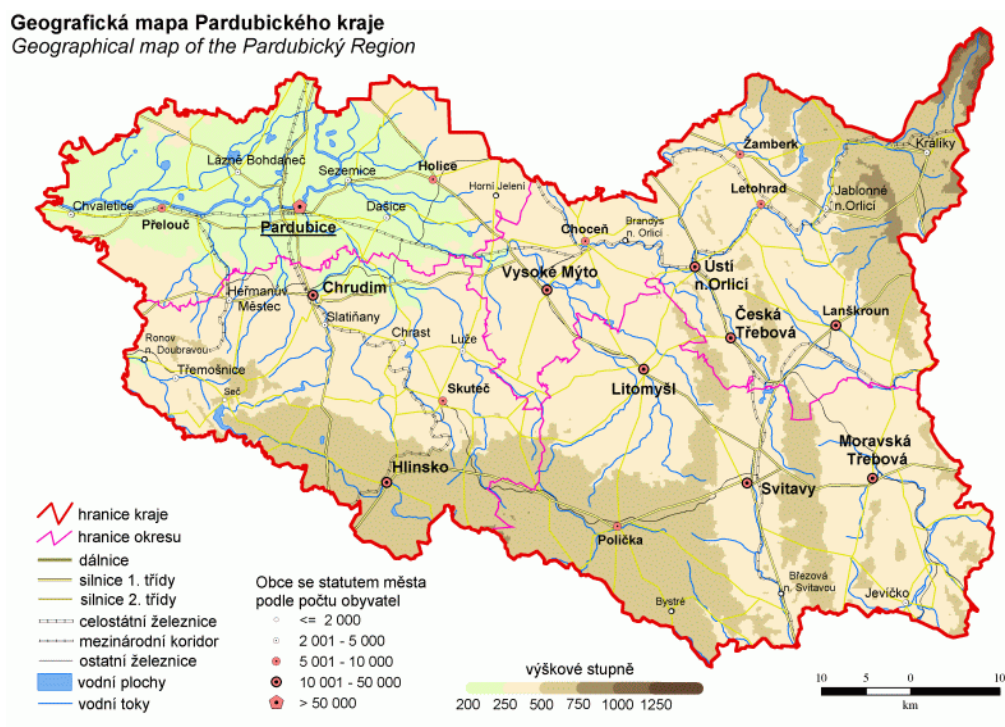 Geografická mapa Pardubického kraje
Geographical map of the Pardubický Region
Králíky
Žamberk
Lázně Bohdaneč
Holice
Sezemice
Horní Jelení
Letohrad
Jablonné
n.Orlicí
Chvaletice
Přelouč
Pardubice
Dašice
Choceň
Brandýs
n. Orlicí
Vysoké Mýto
Ústí
n.Orlicí
Heřmanův
Městec
Chrudim
Slatiňany
Česká
Třebová
Lanškroun
Ronov
n. Doubravou
Chrast
Luže
Třemošnice
Seč
Skuteč
Litomyšl
Moravská
Třebová
Hlinsko
Svitavy
Polička
Březová
n. Svitavou
Jevíčko
Bystré
hranice kraje
hranice okresu
dálnice
silnice 1. třídy
silnice 2. třídy
celostátní železnice
mezinárodní koridor
ostatní železnice
vodní plochy
vodní toky
Obce se statutem města
podle počtu obyvatel
<= 2 000
2 001 - 5 000
5 001 - 10 000
10 001 - 50 000
> 50 000
výškové stupně
200 250 500 750 1000 1250
10 0 10
km